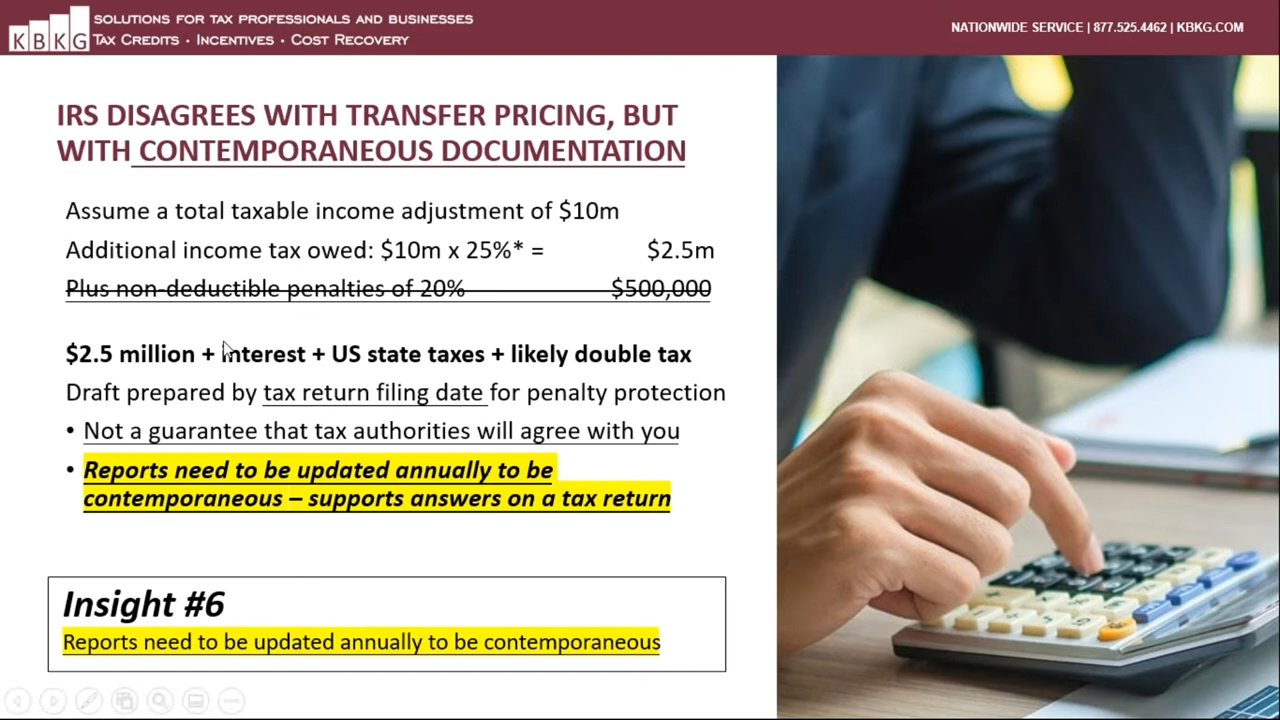 KBKG
SOLUTIONS FOR TAX PROFESSIONALS AND BUSINESSES
TAX CREDITS · INCENTIVES · COST RECOVERY
NATIONWIDE SERVICE | 877.525.4462 | KBKG.COM
IRS DISAGREES WITH TRANSFER PRICING, BUT
WITH CONTEMPORANEOUS DOCUMENTATION
Assume a total taxable income adjustment of $10m
Additional income tax owed: $10m x 25%* = $2.5m
Plus non-deductible penalties of 20% $500,000
$2.5 million + interest + US state taxes + likely double tax
Draft prepared by tax return filing date for penalty protection
• Not a guarantee that tax authorities will agree with you
• Reports need to be updated annually to be
contemporaneous – supports answers on a tax return
Insight #6
Reports need to be updated annually to be contemporaneous